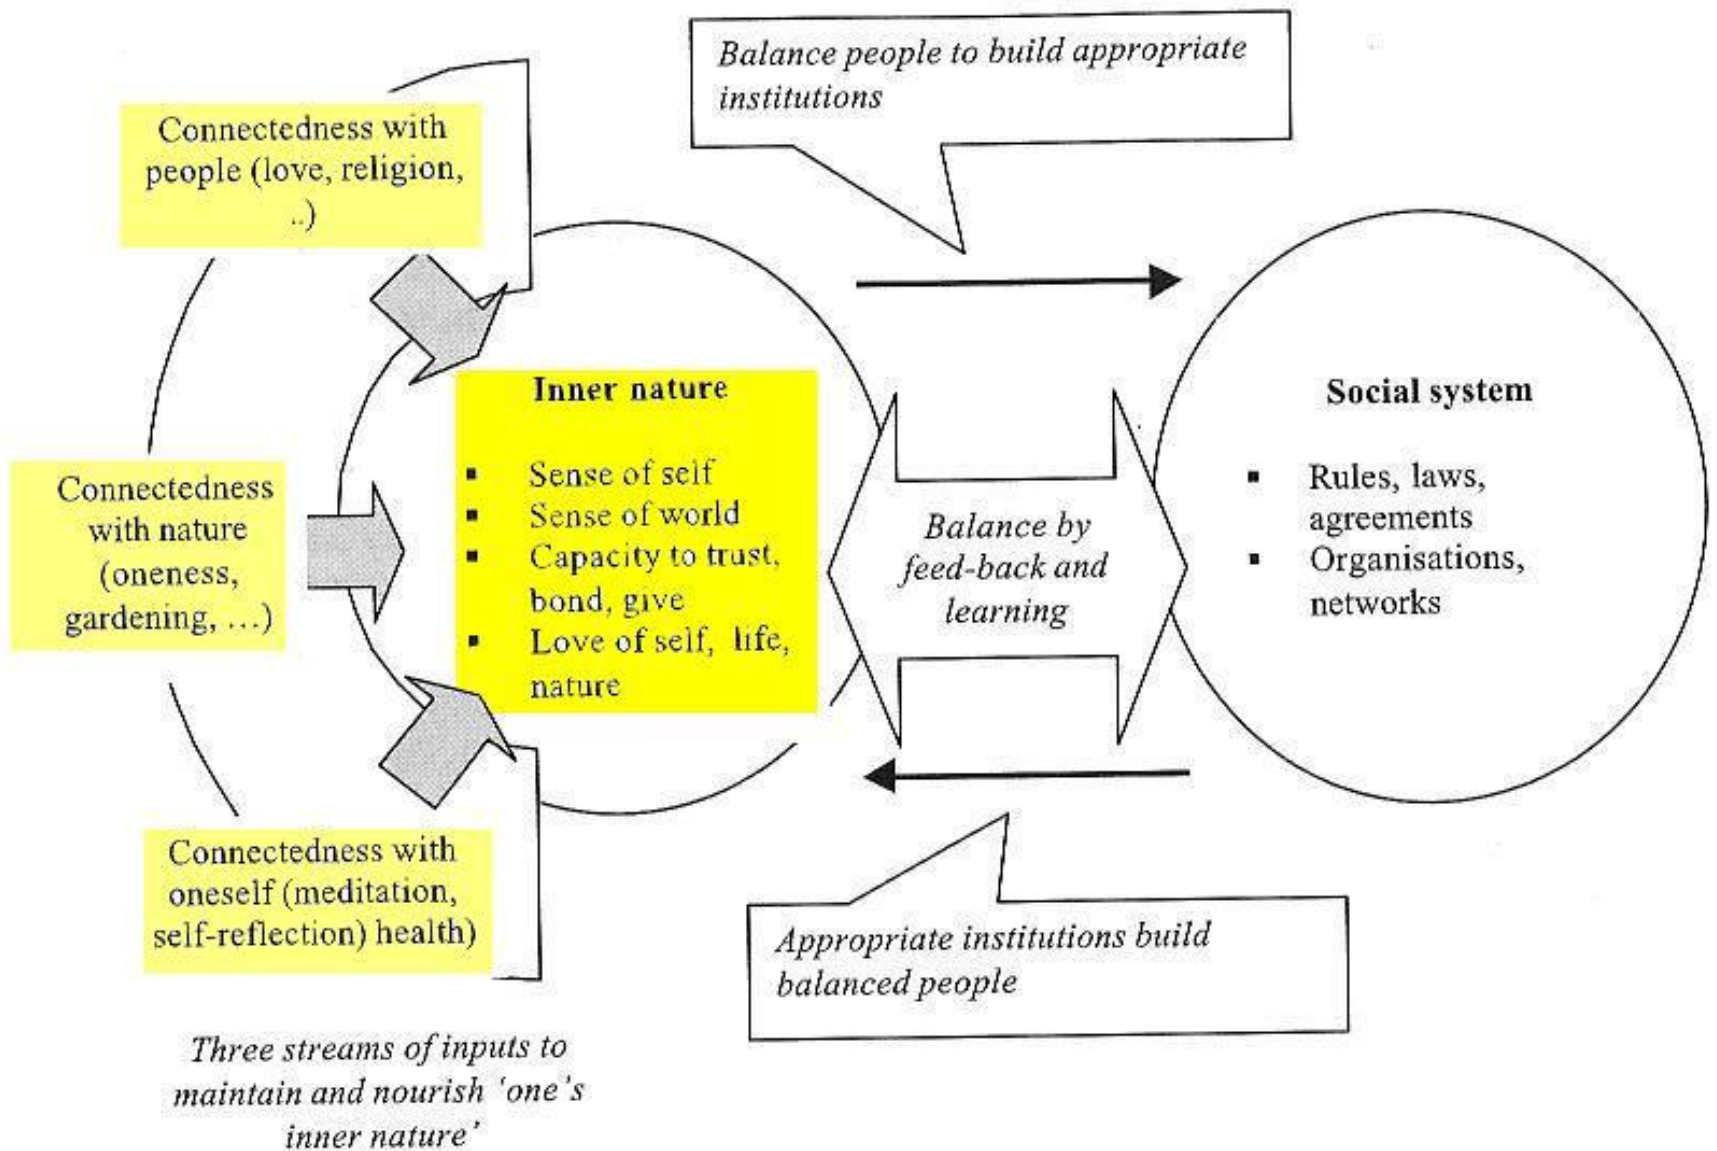 Balance people to build appropriate
institutions
Connectedness with
people (love, religion,
..)
Connectedness
with nature
(oneness,
gardening, ...)
Connectedness with
oneself (meditation,
self-reflection) health)
Three streams of inputs to
maintain and nourish ‘one’s
inner nature’
Inner nature
▪ Sense of self
▪ Sense of world
▪ Capacity to trust,
bond, give
▪ Love of self, life,
nature
Balance by
feed-back and
learning
Social system
▪ Rules, laws,
agreements
▪ Organisations,
networks
Appropriate institutions build
balanced people